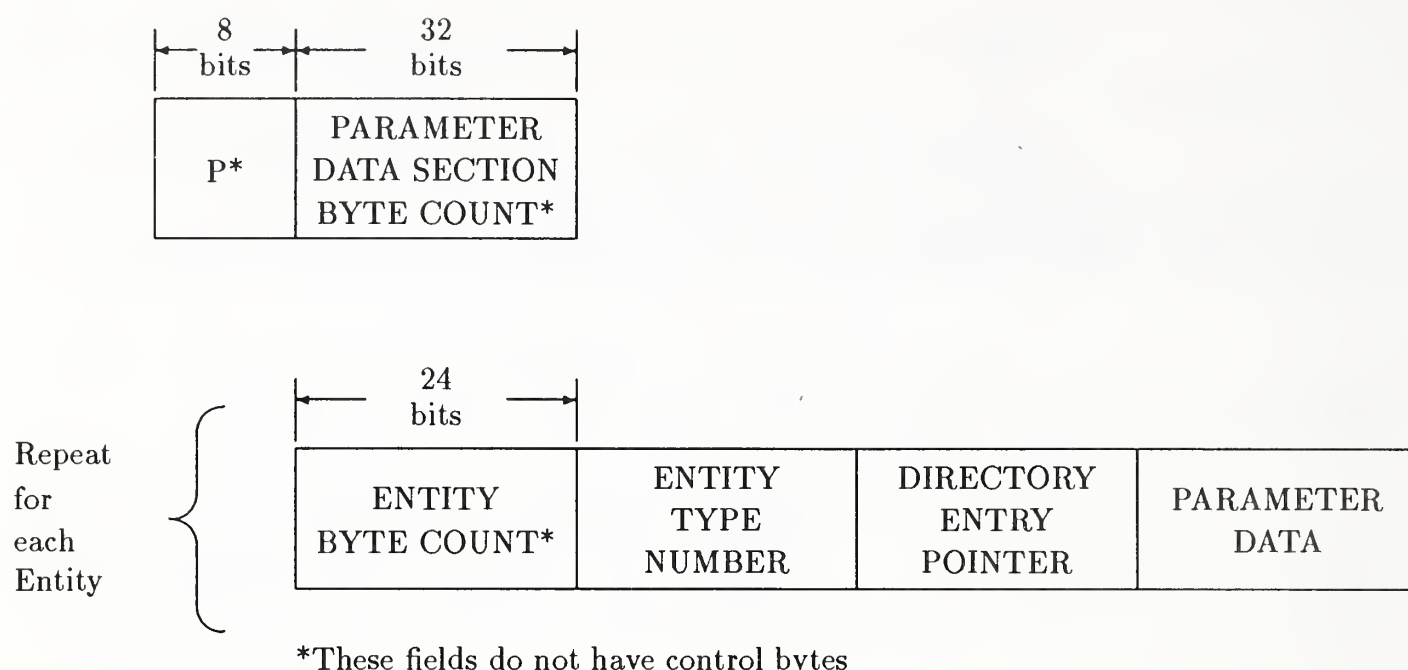 8
bits
32
bits
P*
PARAMETER
DATA SECTION
BYTE COUNT*
24
bits
Repeat
for
each
Entity
ENTITY
BYTE COUNT*
ENTITY
TYPE
NUMBER
DIRECTORY
ENTRY
POINTER
PARAMETER
DATA
*These fields do not have control bytes